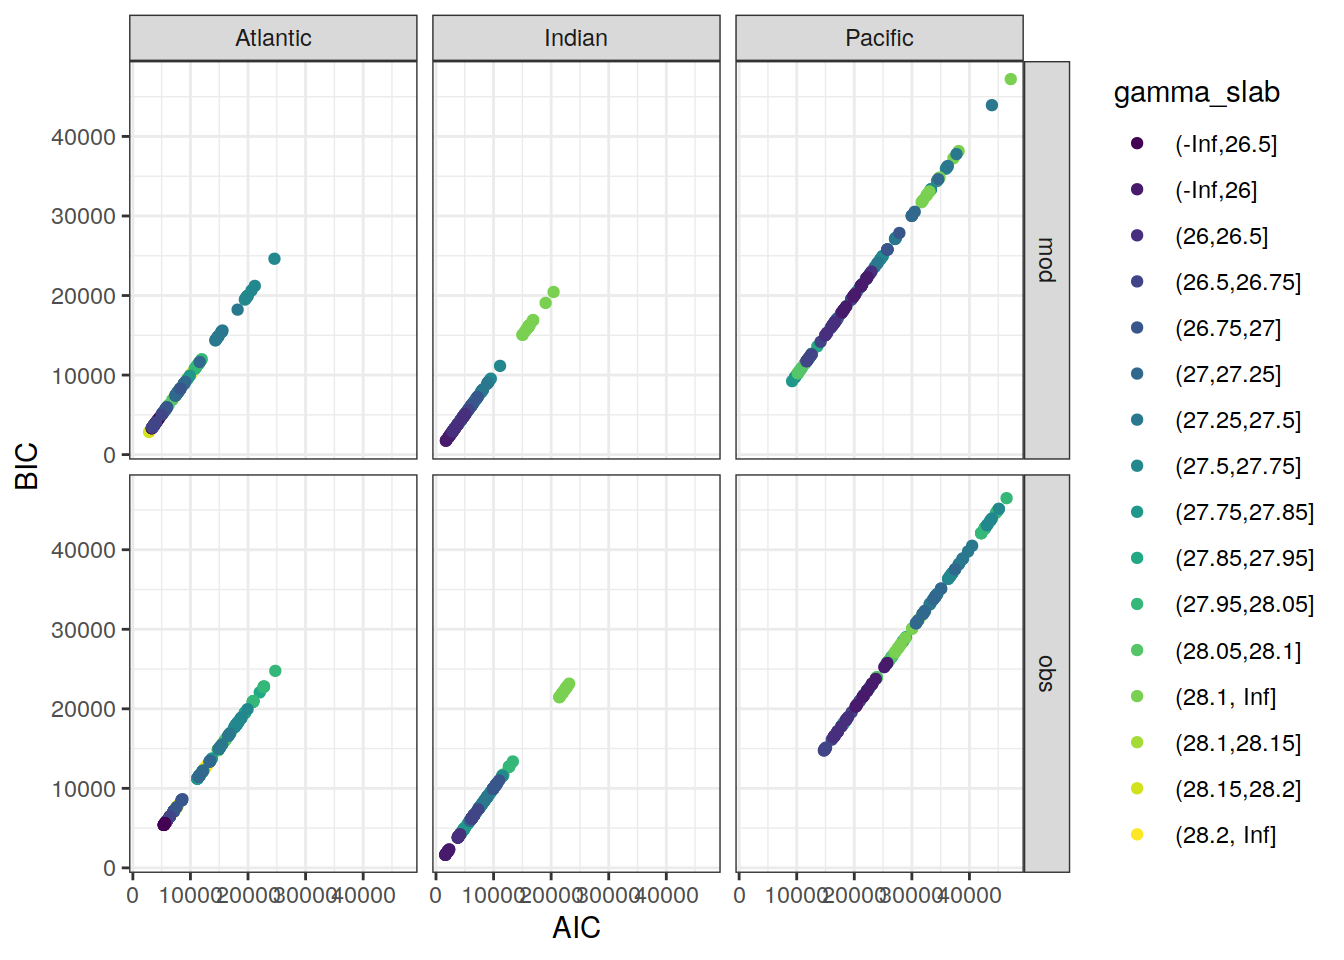 Atlantic Indian Pacific
gamma_slab
(-Inf,26.5]
(-Inf,26]
(26,26.5]
(26.5,26.75]
(26.75,27]
(27,27.25]
(27.25,27.5]
(27.5,27.75]
(27.75,27.85]
(27.85,27.95]
(27.95,28.05]
(28.05,28.1]
(28.1, Inf]
(28.1,28.15]
(28.15,28.2]
(28.2, Inf]
mod
obs
BIC
40000
30000
20000
10000
0
40000
30000
20000
10000
0
0 10000 20000 30000 40000 0 10000 20000 30000 40000 0 10000 20000 30000 40000
AIC